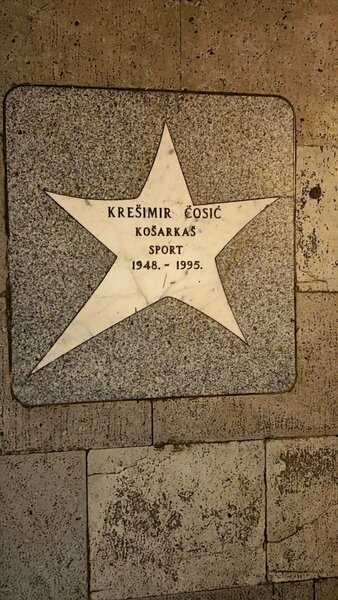 KREŠIMIR ĆOSIĆ
KOŠARKAŠ
SPORT
1948. - 1995.